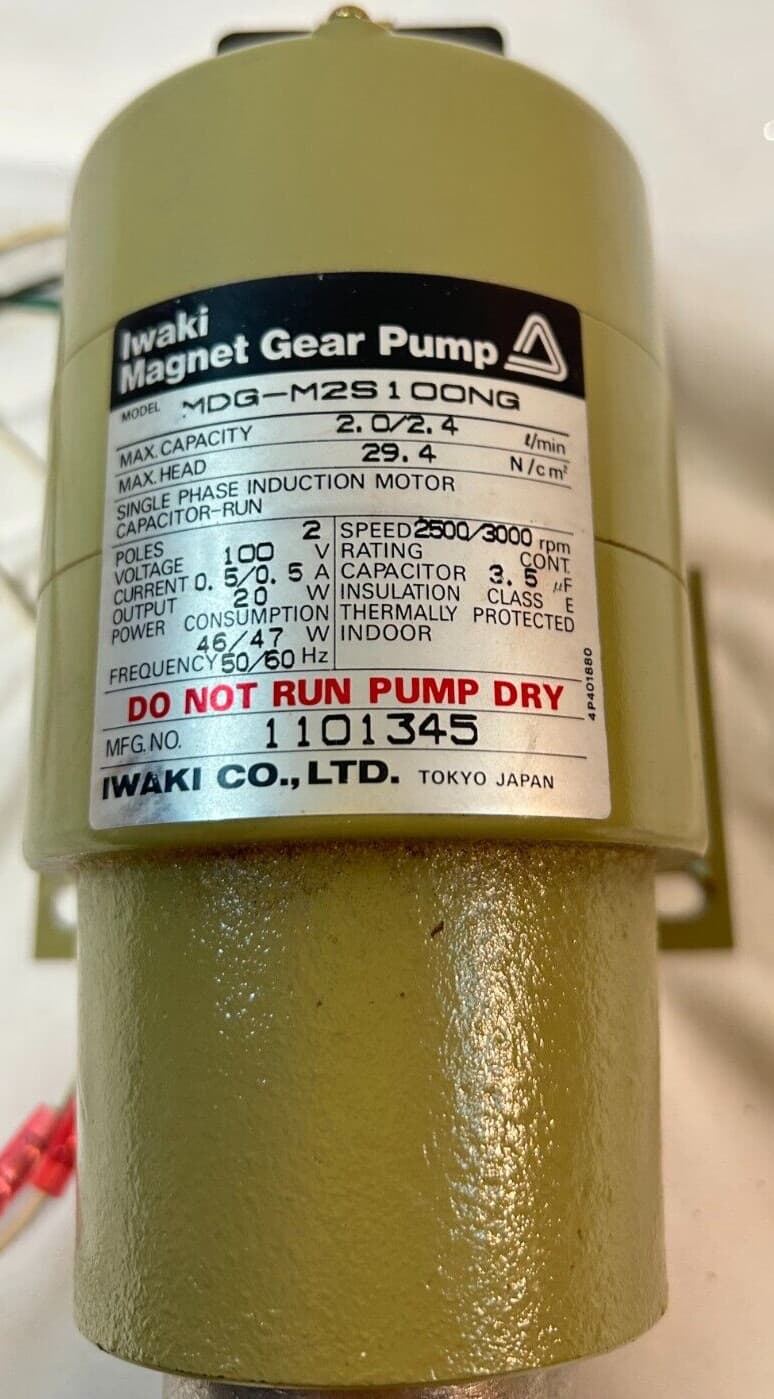 Iwaki
Magnet Gear Pump
MODEL MDG-M2S100NG
MAX. CAPACITY 2.0/2.4 ℓ/min
MAX. HEAD 29.4 N/cm²
SINGLE PHASE INDUCTION MOTOR
CAPACITOR-RUN
POLES 2 SPEED 2500/3000 rpm
VOLTAGE 100 V RATING CONT.
CURRENT 0.5/0.5 A CAPACITOR 3.5 μF
OUTPUT 20 W INSULATION CLASS E
POWER CONSUMPTION THERMALLY PROTECTED
46/47 W INDOOR
FREQUENCY 50/60 Hz
DO NOT RUN PUMP DRY
MFG. NO. 1101345
IWAKI CO., LTD. TOKYO JAPAN
4P401880